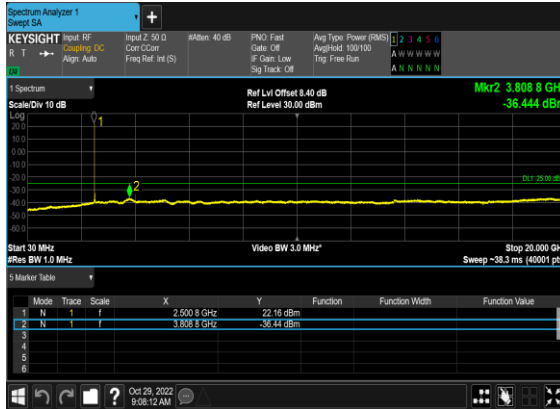 Spectrum Analyzer 1
Swept SA
+
KEYSIGHT Input: RF Input Z: 50 Ω #Atten: 40 dB PNO: Fast Avg Type: Power (RMS) 1 2 3 4 5 6
R T Coupling: DC Corr CCorr Gate: Off Avg|Hold: 100/100 A W W W W W
Align: Auto Freq Ref: Int (S) IF Gain: Low Trig: Free Run
LU Sig Track: Off A N N N N N
1 Spectrum Ref Lvl Offset 8.40 dB Mkr2 3.808 8 GH
Scale/Div 10 dB Ref Level 30.00 dBm -36.444 dBr
Log
20.0
10.0
0.00
-10.0
-20.0
-30.0
-40.0
-50.0
-60.0
1
2
DL1 -25.00 dB
Start 30 MHz Video BW 3.0 MHz* Stop 20.000 GH
#Res BW 1.0 MHz Sweep ~38.3 ms (40001 pt
5 Marker Table
Mode Trace Scale X Y Function Function Width Function Value
1 N 1 f 2.500 8 GHz 22.16 dBm
2 N 1 f 3.808 8 GHz -36.44 dBm
3
4
5
6
? Oct 29, 2022
9:08:12 AM